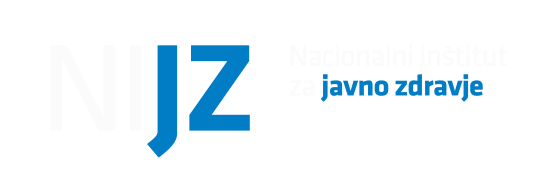 NIJZ
Nacionalni inštitut
za javno zdravje